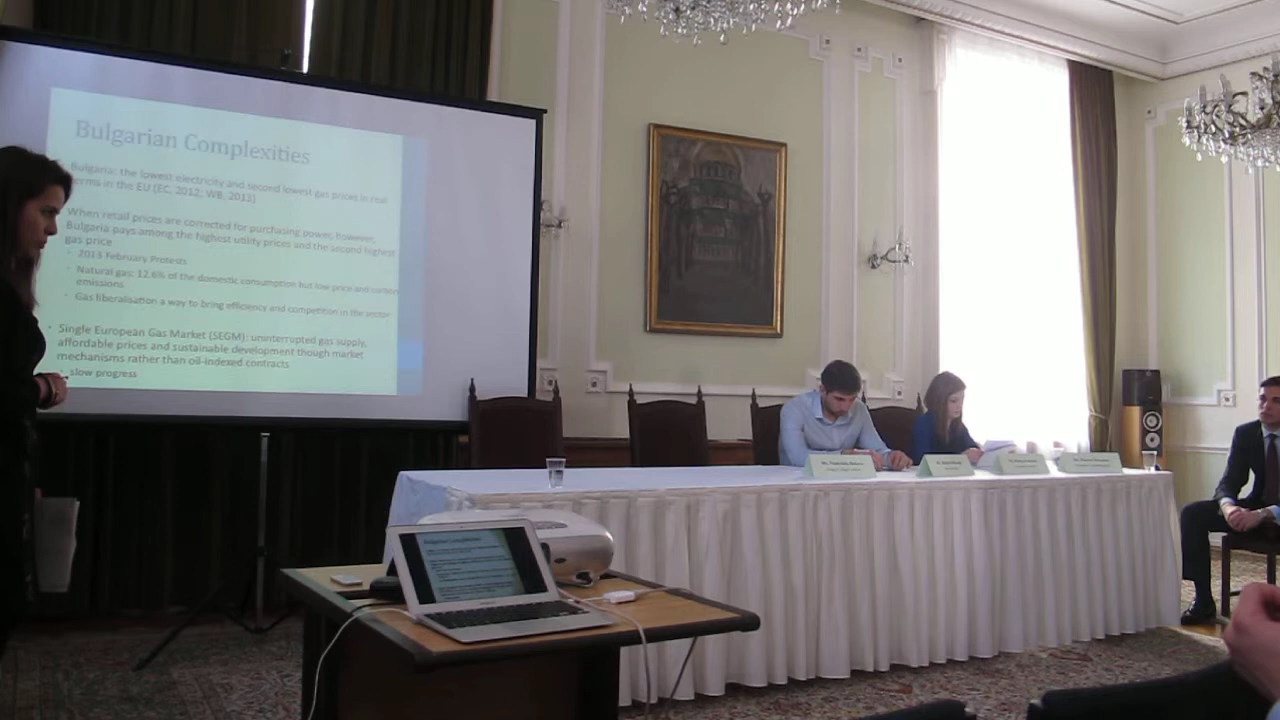 Bulgarian Complexities
Bulgaria: the lowest electricity and second lowest gas prices in real
terms in the EU (EC, 2012; WB, 2013)
When retail prices are corrected for purchasing power, however,
Bulgaria pays among the highest utility prices and the second highest
gas price
2013 February Protests
Natural gas: 12.6% of the domestic consumption but low price and carbon
emissions
Gas liberalisation a way to bring efficiency and competition in the sector
Single European Gas Market (SEGM): uninterrupted gas supply,
affordable prices and sustainable development though market
mechanisms rather than oil-indexed contracts
slow progress
Bulgarian Complexities